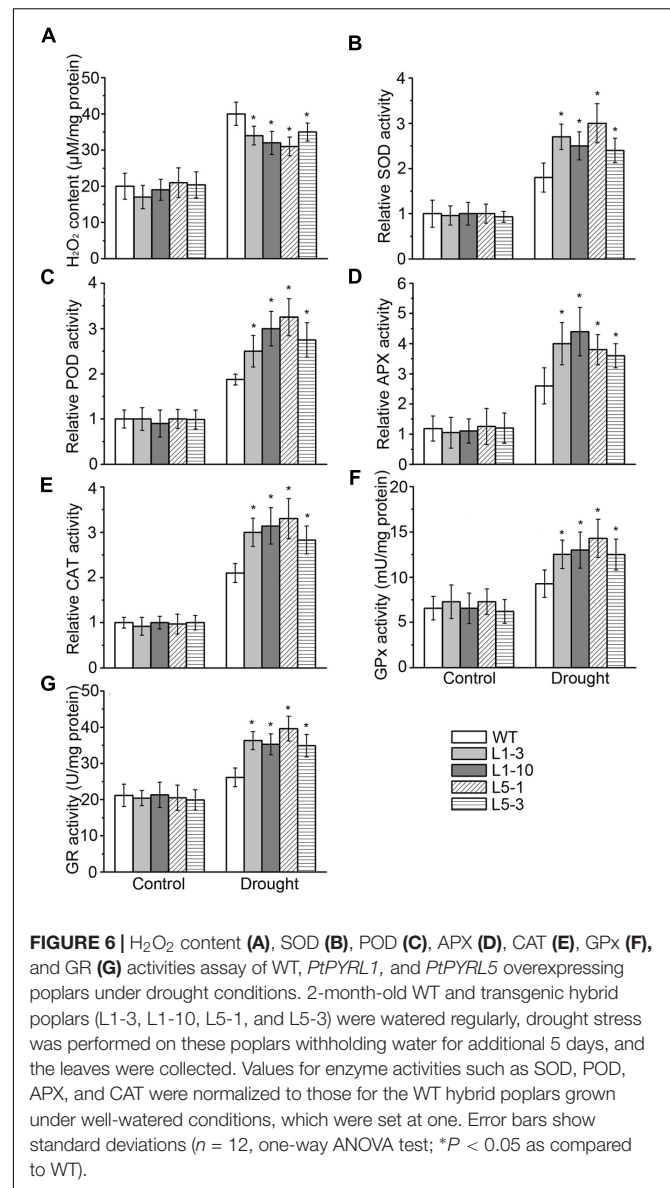 A
H₂O₂ content (µM/mg protein)
50
40
30
20
10
0
* * * *
B
Relative SOD activity
4
3
2
1
0
* * * *
C
Relative POD activity
4
3
2
1
0
* * * *
D
Relative APX activity
6
5
4
3
2
1
0
* * * *
E
Relative CAT activity
4
3
2
1
0
* * * *
F
GPx activity (mU/mg protein)
20
15
10
5
0
* * * *
Control Drought
G
GR activity (U/mg protein)
50
40
30
20
10
0
* * * *
Control Drought
WT
L1-3
L1-10
L5-1
L5-3
FIGURE 6 | H₂O₂ content (A), SOD (B), POD (C), APX (D), CAT (E), GPx (F),
and GR (G) activities assay of WT, PtPYRL1, and PtPYRL5 overexpressing
poplars under drought conditions. 2-month-old WT and transgenic hybrid
poplars (L1-3, L1-10, L5-1, and L5-3) were watered regularly, drought stress
was performed on these poplars withholding water for additional 5 days, and
the leaves were collected. Values for enzyme activities such as SOD, POD,
APX, and CAT were normalized to those for the WT hybrid poplars grown
under well-watered conditions, which were set at one. Error bars show
standard deviations (n = 12, one-way ANOVA test; *P < 0.05 as compared
to WT).